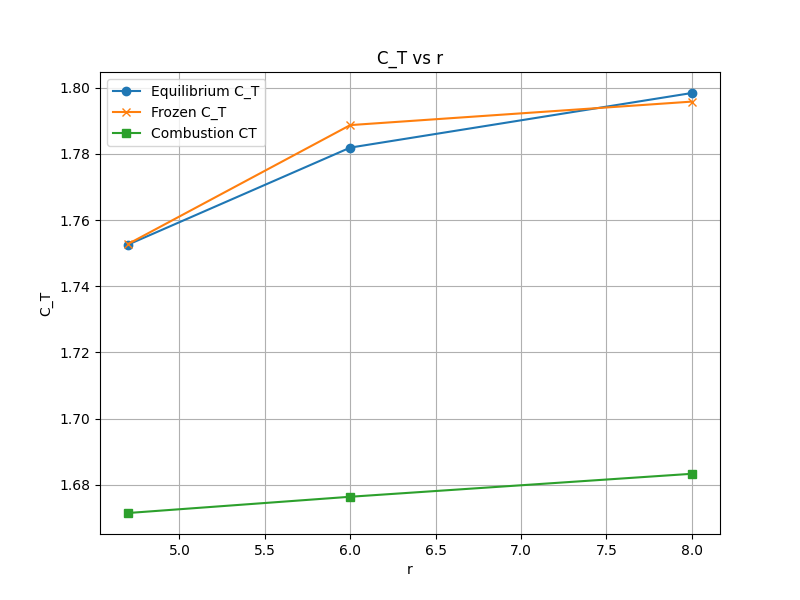 C_T vs r
Equilibrium C_T
Frozen C_T
Combustion CT
1.80
1.78
1.76
1.74
1.72
1.70
1.68
C_T
5.0 5.5 6.0 6.5 7.0 7.5 8.0
r